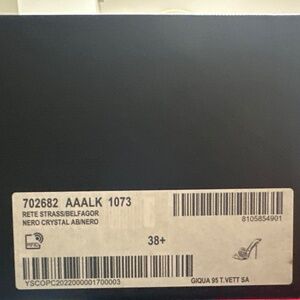 702682 AAALK 1073
RETE STRASS/BELFAGOR
NERO CRYSTAL AB/NERO
8105854901
38+
YSCOPC2022000001700003
GIQUA 95 T.VETT SA